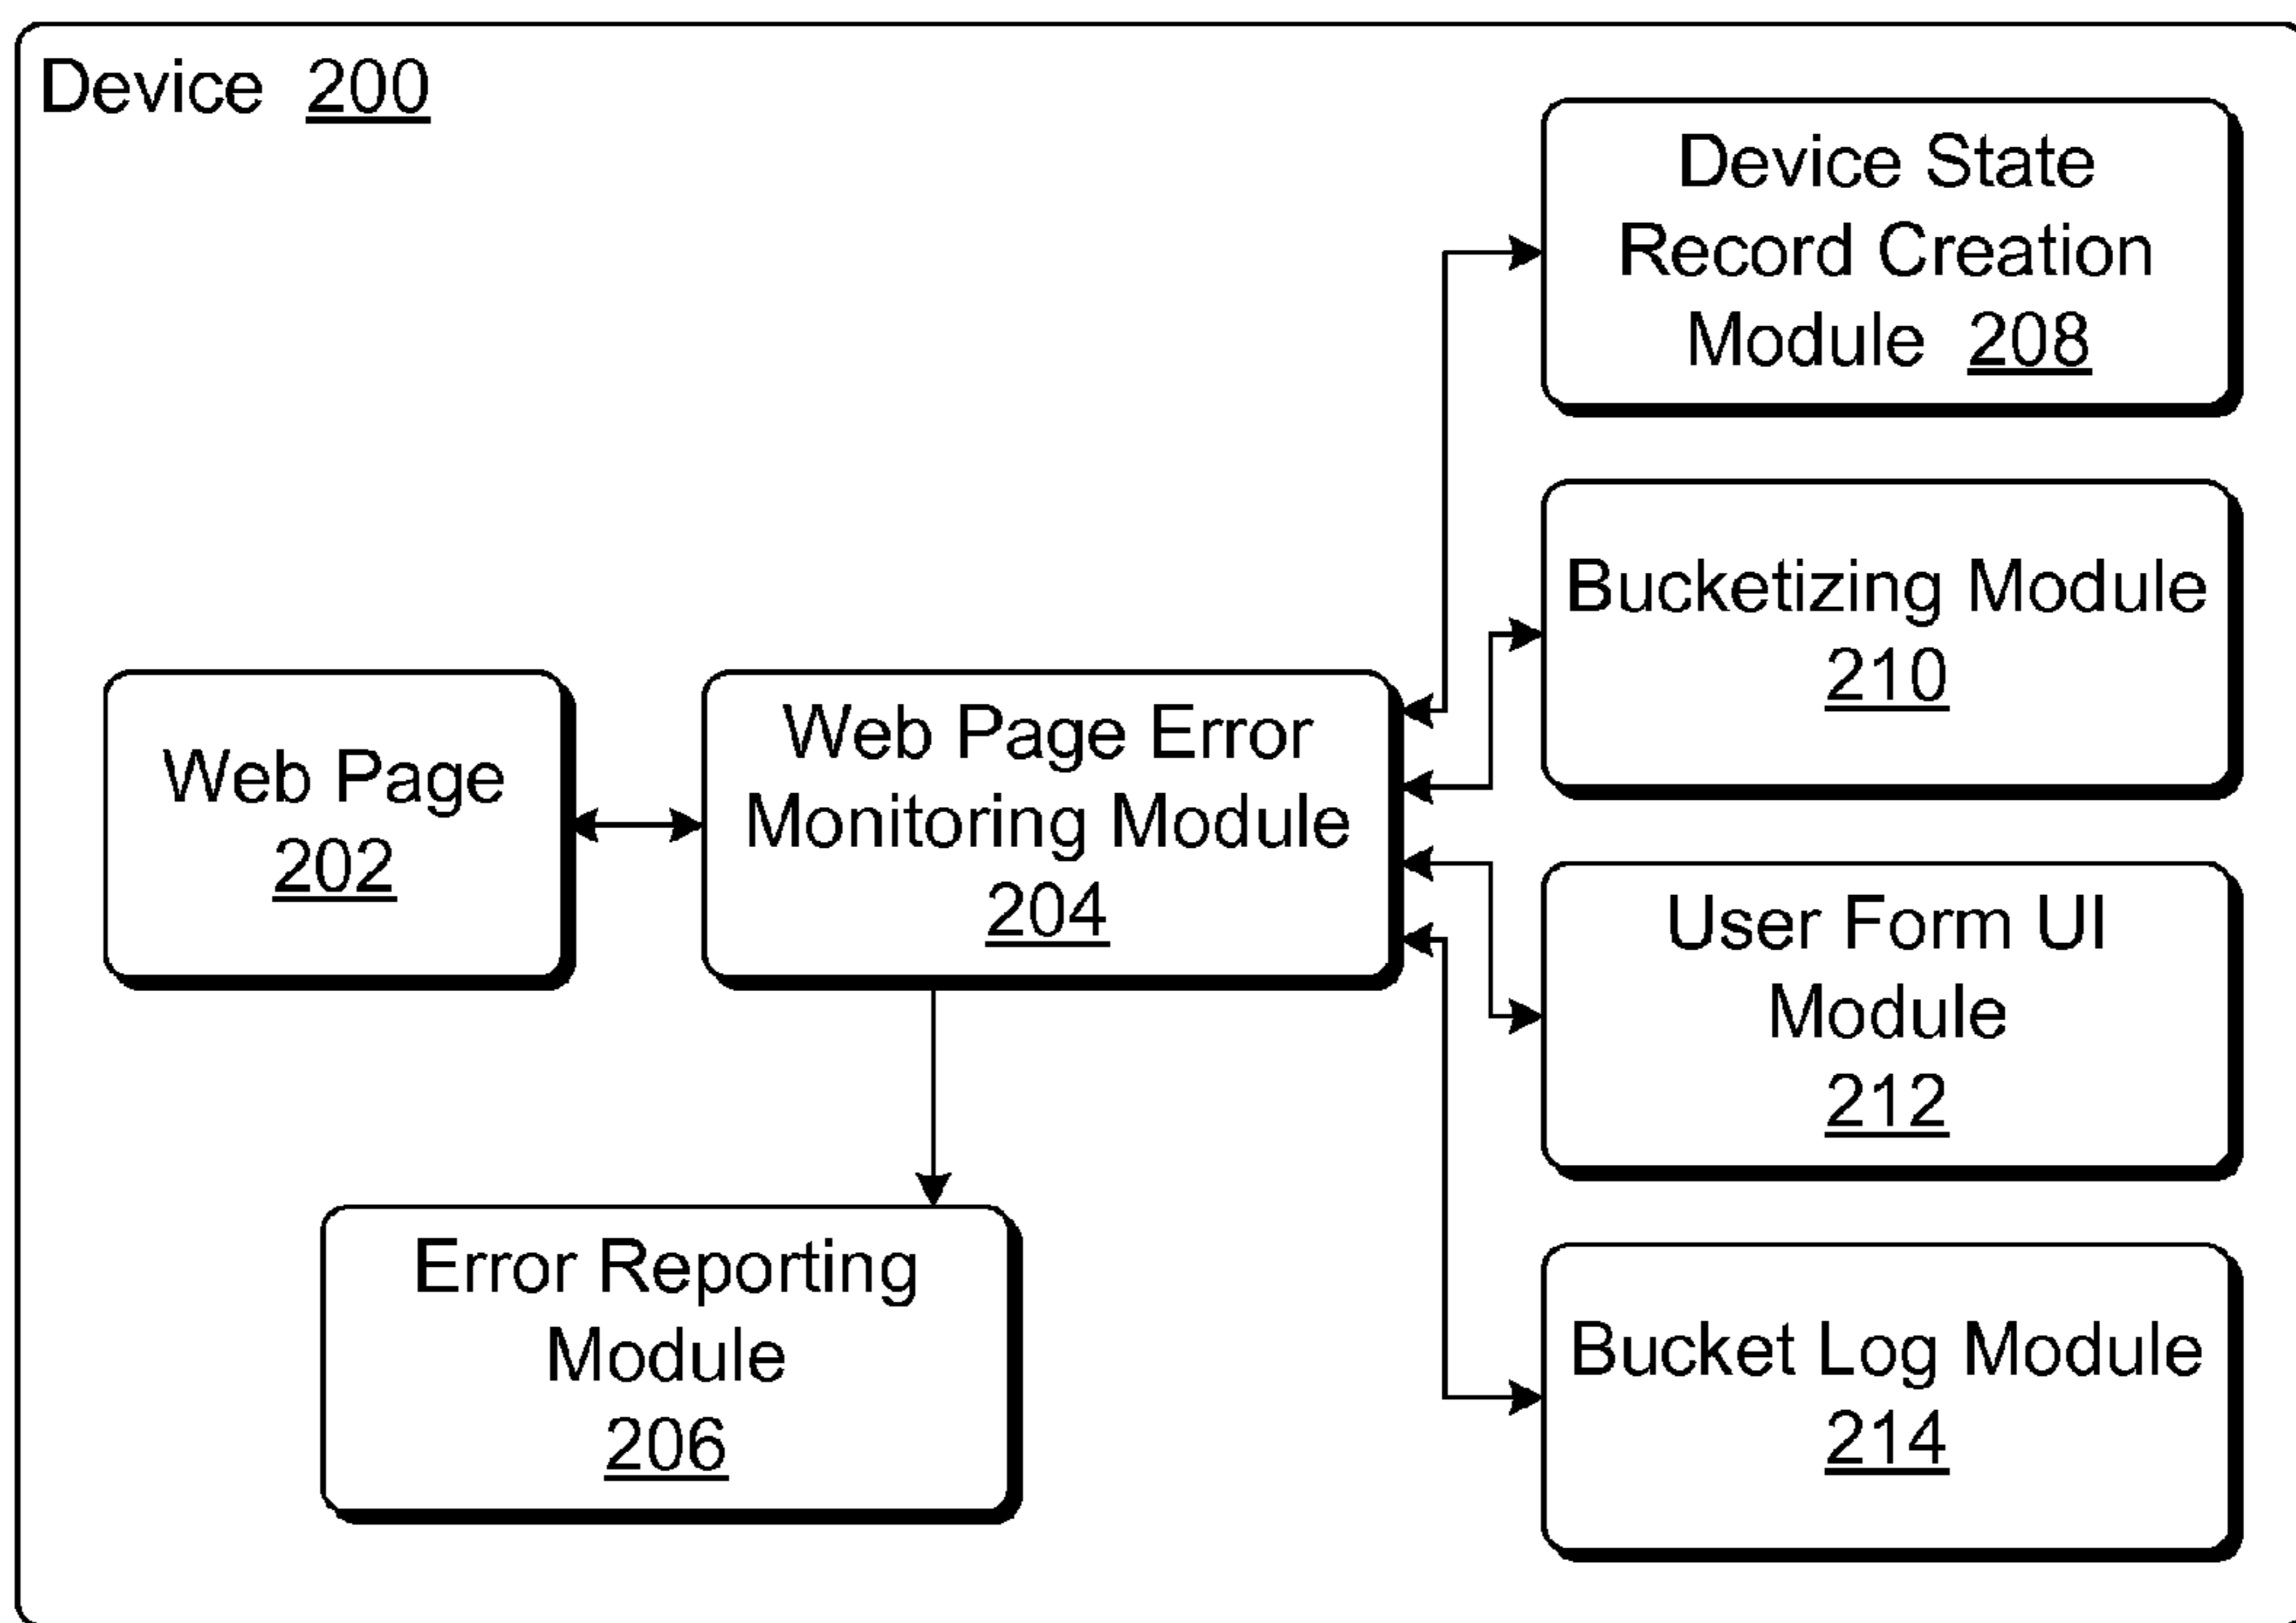 Device 200
Device State
Record Creation
Module 208
Bucketizing Module
210
Web Page
202
Web Page Error
Monitoring Module
204
User Form UI
Module
212
Error Reporting
Module
206
Bucket Log Module
214